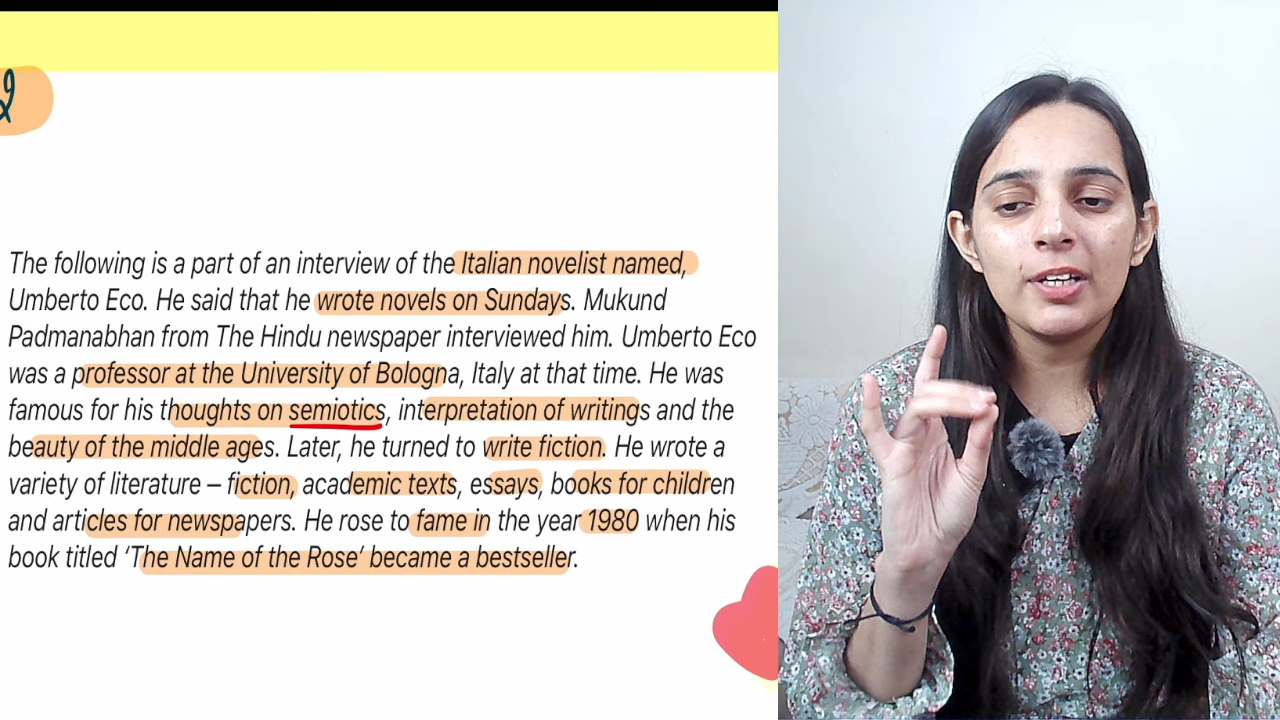 The following is a part of an interview of the Italian novelist named,
Umberto Eco. He said that he wrote novels on Sundays. Mukund
Padmanabhan from The Hindu newspaper interviewed him. Umberto Eco
was a professor at the University of Bologna, Italy at that time. He was
famous for his thoughts on semiotics, interpretation of writings and the
beauty of the middle ages. Later, he turned to write fiction. He wrote a
variety of literature – fiction, academic texts, essays, books for children
and articles for newspapers. He rose to fame in the year 1980 when his
book titled ‘The Name of the Rose’ became a bestseller.